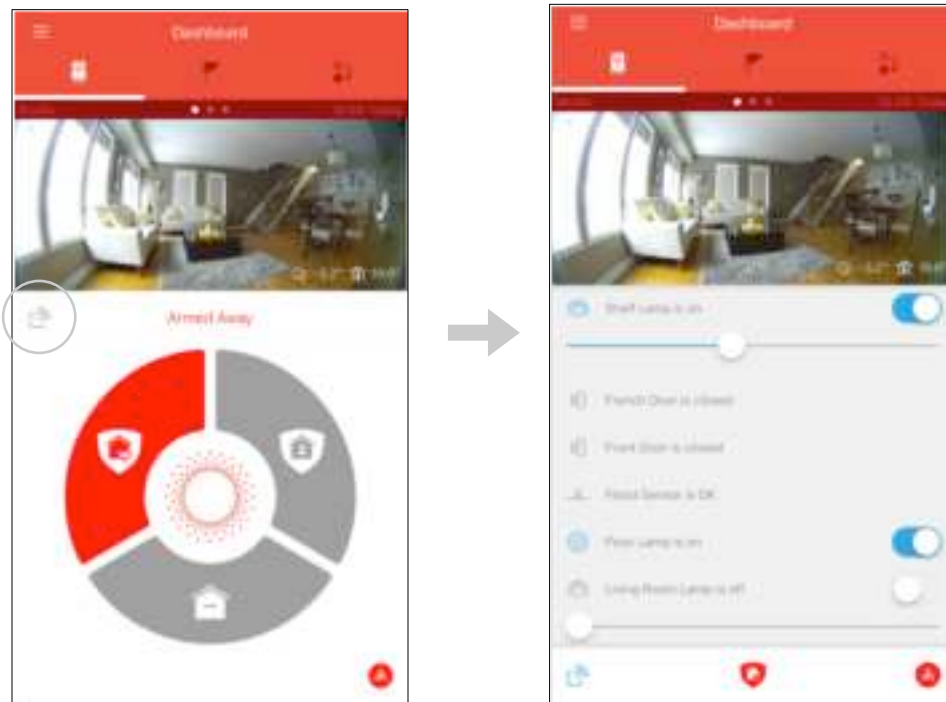 Dashboard
Armed Away
Dashboard
Shelf Lamp is on
French Door is closed
Front Door is closed
Flood Sensor is OK
Floor Lamp is on
Living Room Lamp is off